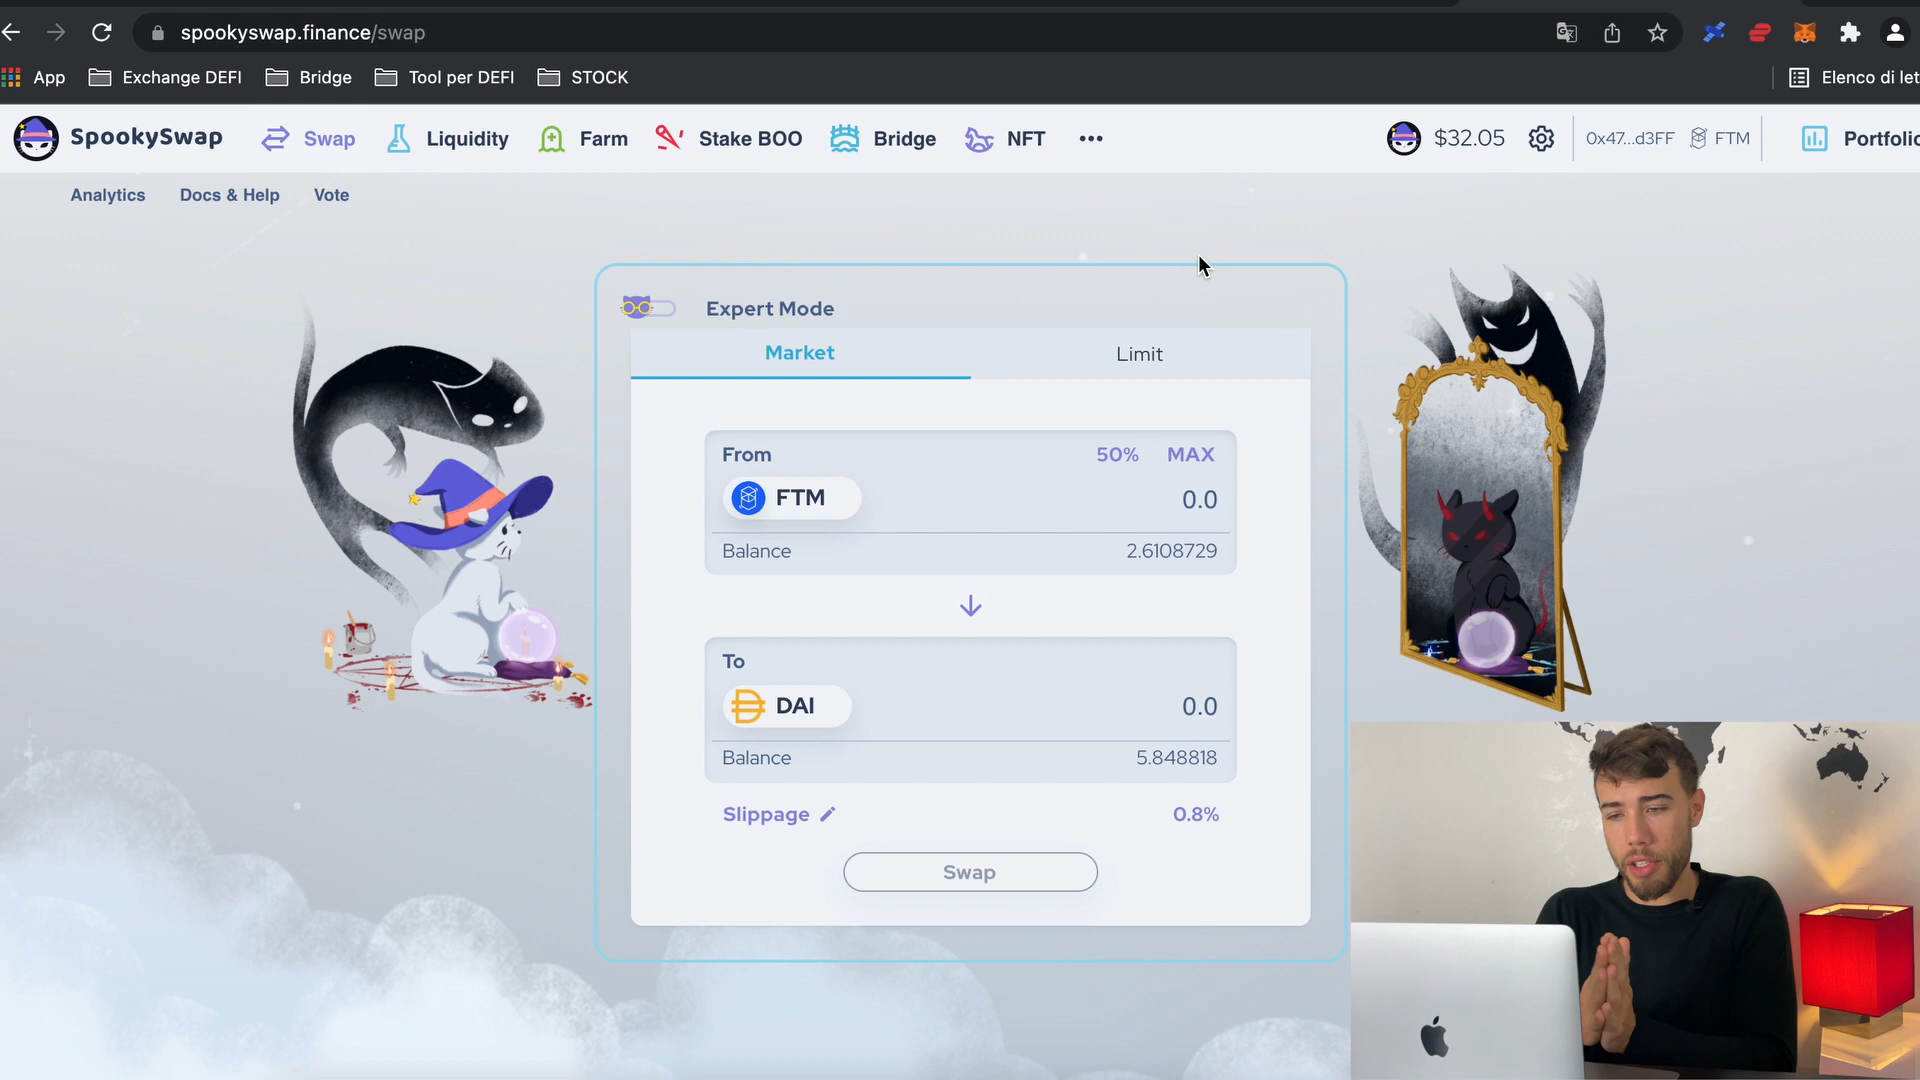 spookyswap.finance/swap
App Exchange DEFI Bridge Tool per DEFI STOCK Elenco di let
SpookySwap Swap Liquidity Farm Stake BOO Bridge NFT ••• $32.05 0x47...d3FF FTM Portfolio
Analytics Docs & Help Vote
Expert Mode
Market Limit
From 50% MAX
FTM 0.0
Balance 2.6108729
To
DAI 0.0
Balance 5.848818
Slippage 0.8%
Swap